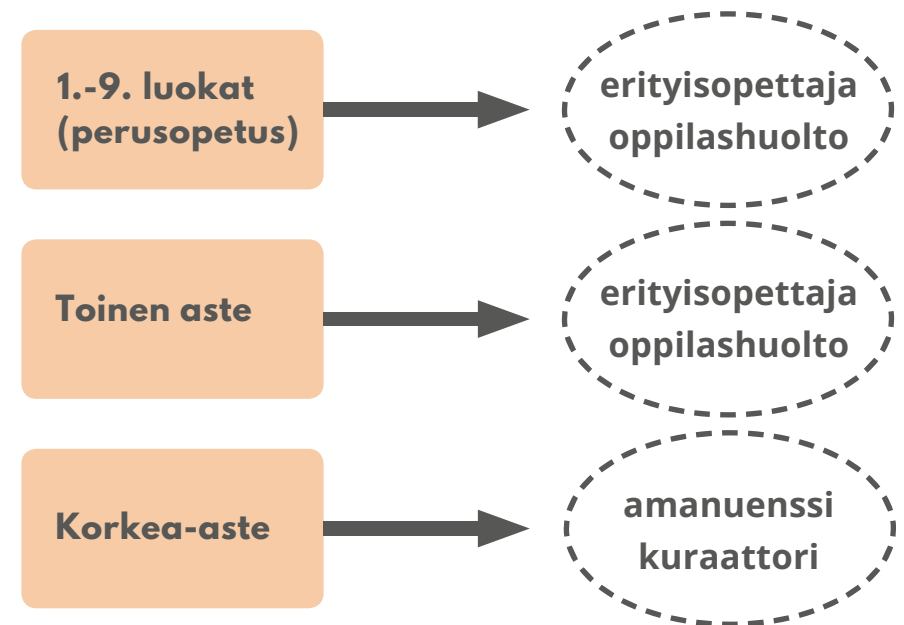 1.-9. luokat
(perusopetus)
erityisopettaja
oppilashuolto
Toinen aste
erityisopettaja
oppilashuolto
Korkea-aste
amanuenssi
kuraattori